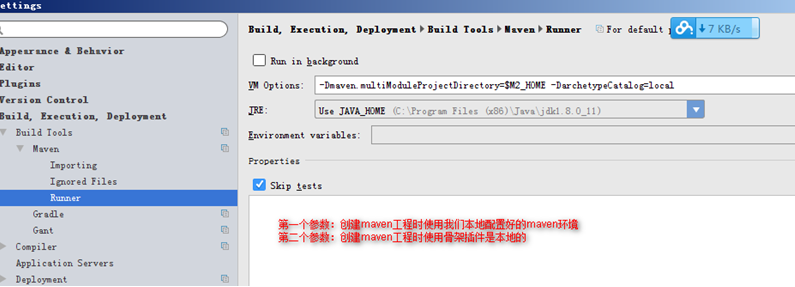 ettings
Build, Execution, Deployment ▸ Build Tools ▸ Maven ▸ Runner
For default p
7 KB/s
Appearance & Behavior
Editor
Plugins
Version Control
Build, Execution, Deployment
Build Tools
Maven
Importing
Ignored Files
Runner
Gradle
Gant
Compiler
Application Servers
Deployment
Run in background
VM Options: -Dmaven.multiModuleProjectDirectory=$M2_HOME -DarchetypeCatalog=local
JRE: Use JAVA_HOME (C:\Program Files (x86)\Java\jdk1.8.0_11)
Environment variables:
Properties
Skip tests
第一个参数：创建maven工程时使用我们本地配置好的maven环境
第二个参数：创建maven工程时使用骨架插件是本地的